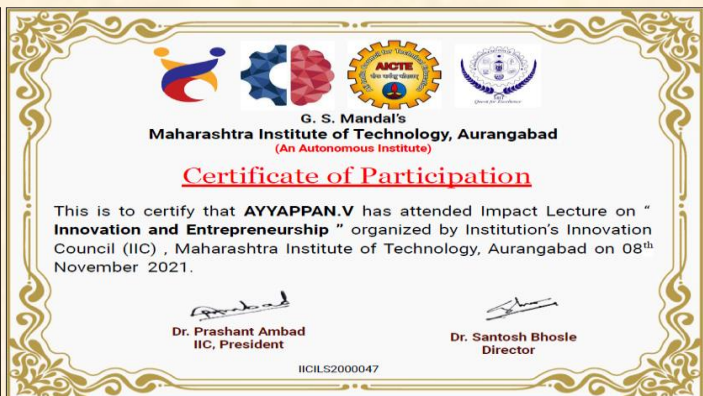 AICTE
G. S. Mandal's
Maharashtra Institute of Technology, Aurangabad
(An Autonomous Institute)
Certificate of Participation
This is to certify that AYYAPPAN.V has attended Impact Lecture on “
Innovation and Entrepreneurship ” organized by Institution's Innovation
Council (IIC) , Maharashtra Institute of Technology, Aurangabad on 08th
November 2021.
Dr. Prashant Ambad
IIC, President
Dr. Santosh Bhosle
Director
IICILS2000047